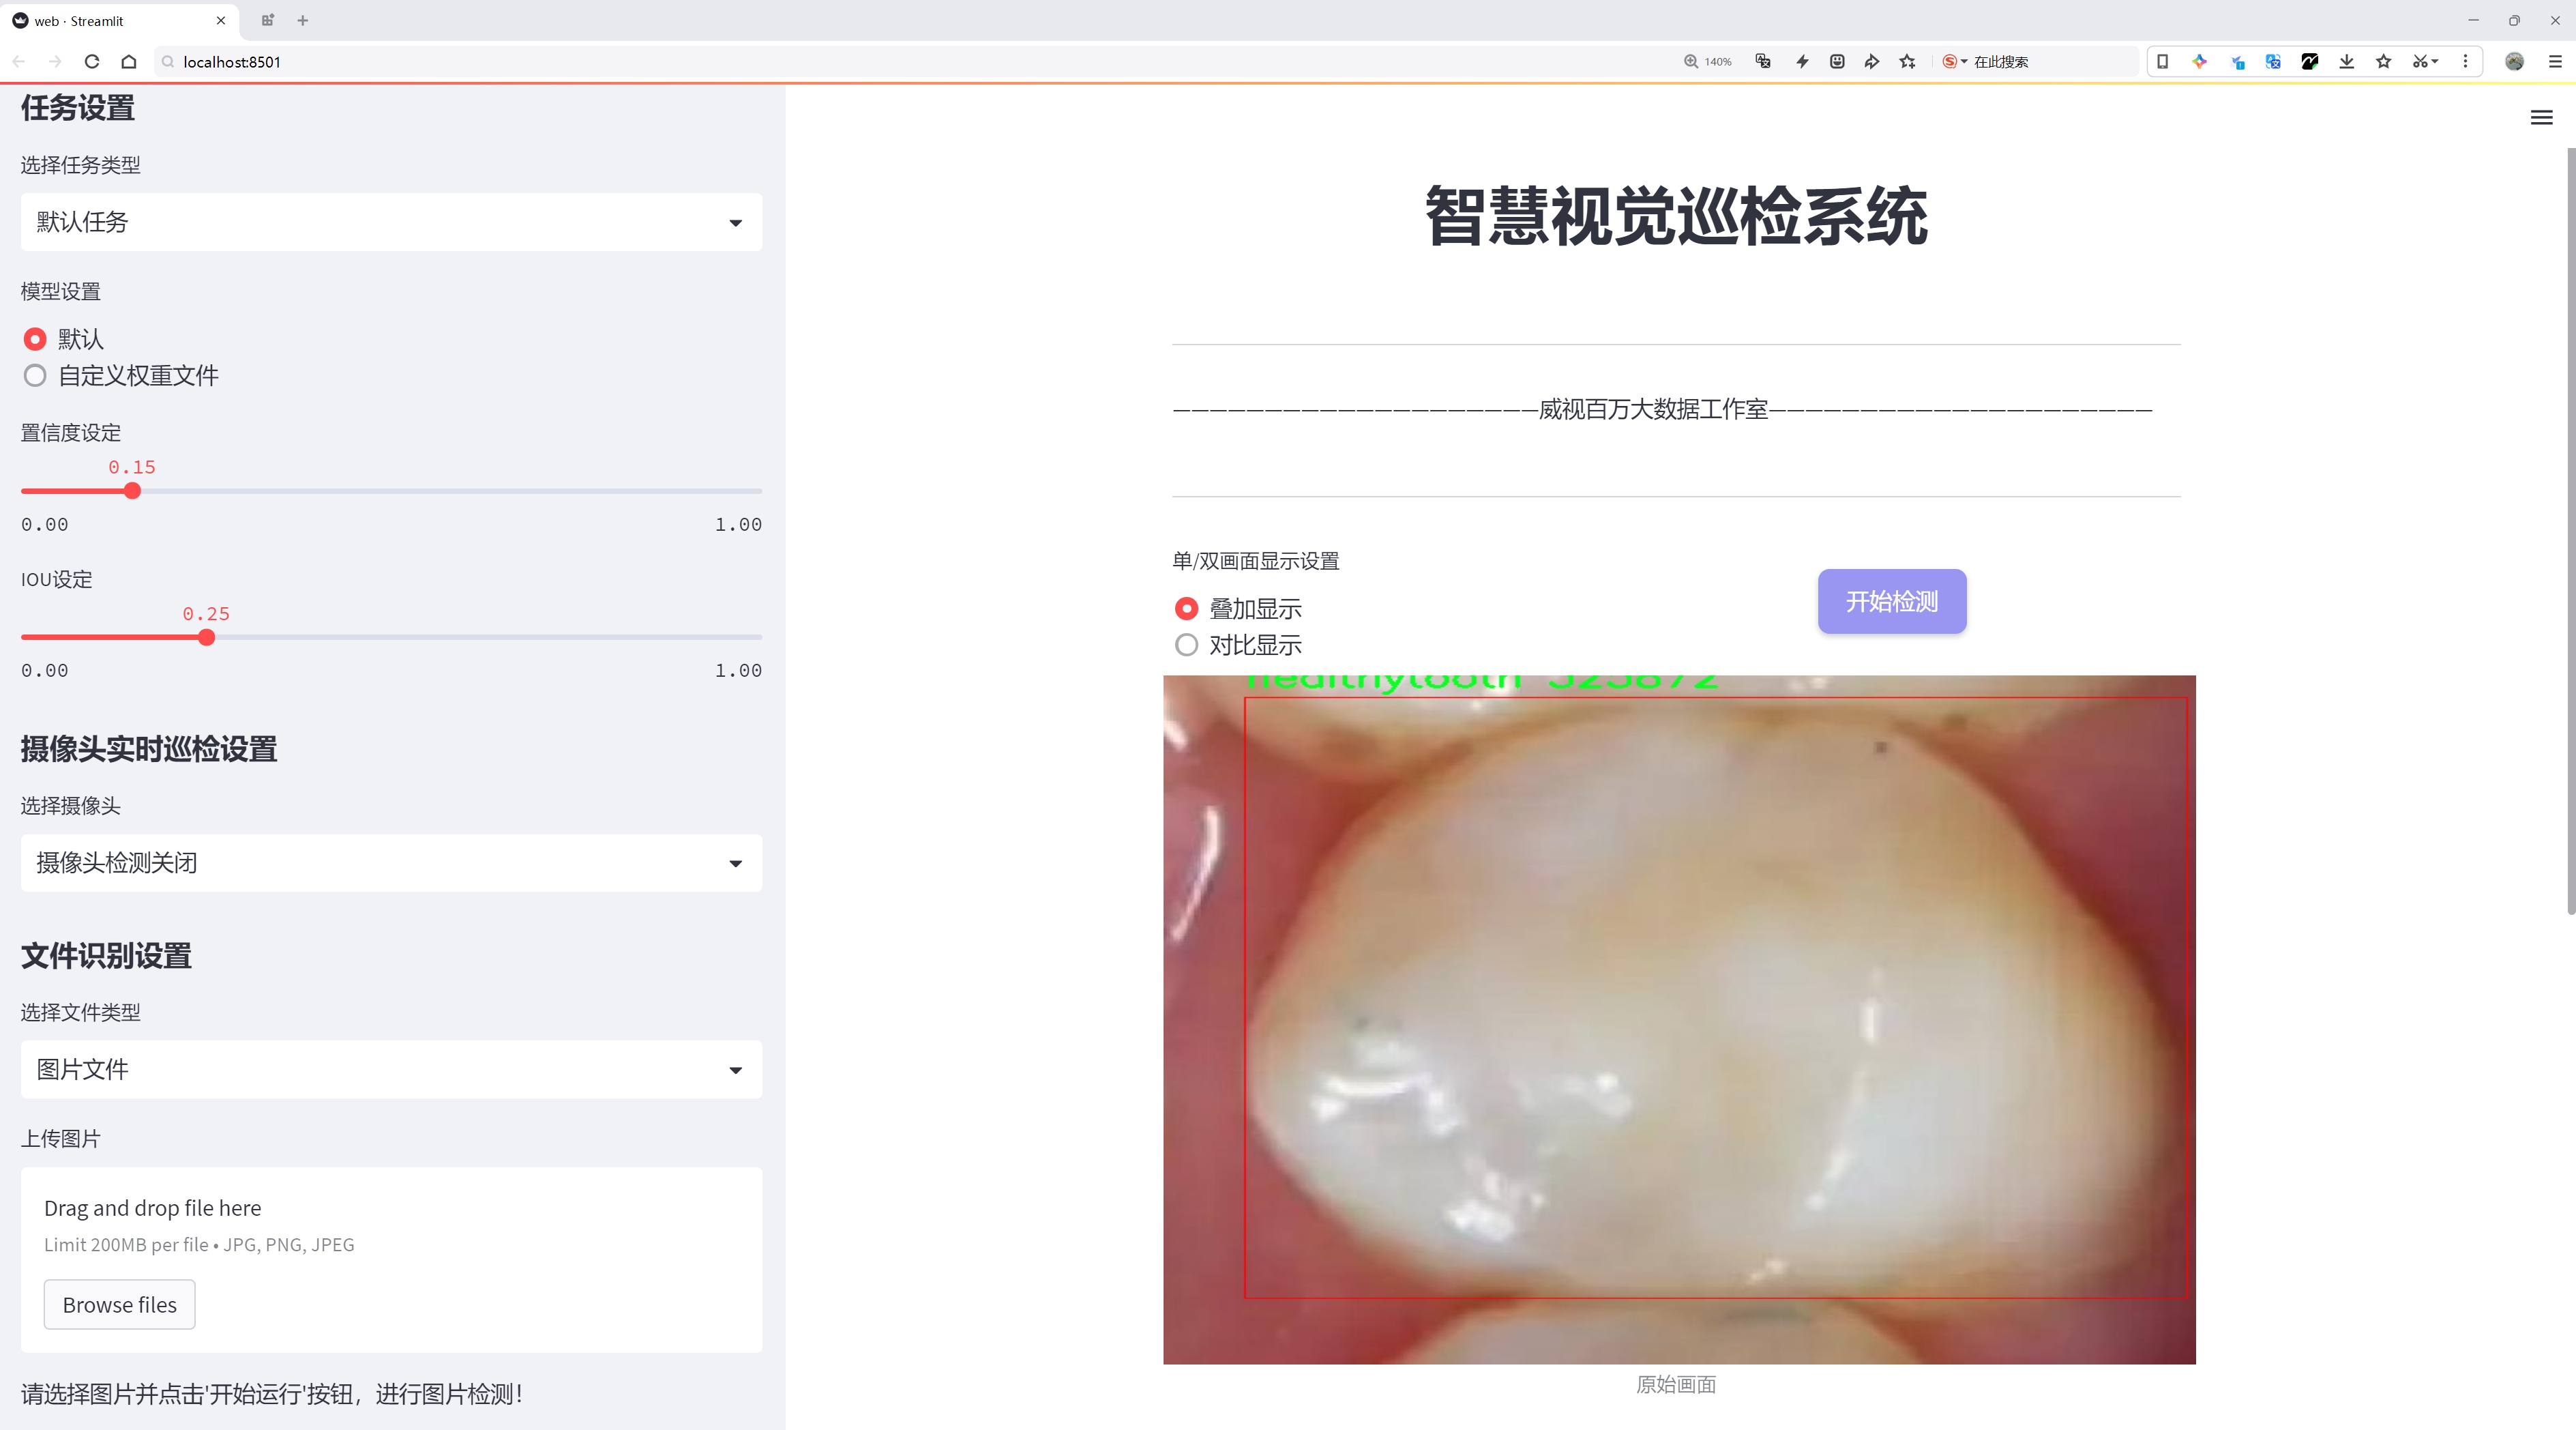 web · Streamlit
localhost:8501
140%
在此搜索
任务设置
选择任务类型
默认任务
模型设置
默认
自定义权重文件
置信度设定
0.15
0.00 1.00
IOU设定
0.25
0.00 1.00
摄像头实时巡检设置
选择摄像头
摄像头检测关闭
文件识别设置
选择文件类型
图片文件
上传图片
Drag and drop file here
Limit 200MB per file • JPG, PNG, JPEG
Browse files
请选择图片并点击'开始运行'按钮，进行图片检测！
智慧视觉巡检系统
—————————————————————威视百万大数据工作室—————————————————————
单/双画面显示设置
叠加显示
对比显示
开始检测
healthytooth 323872
原始画面